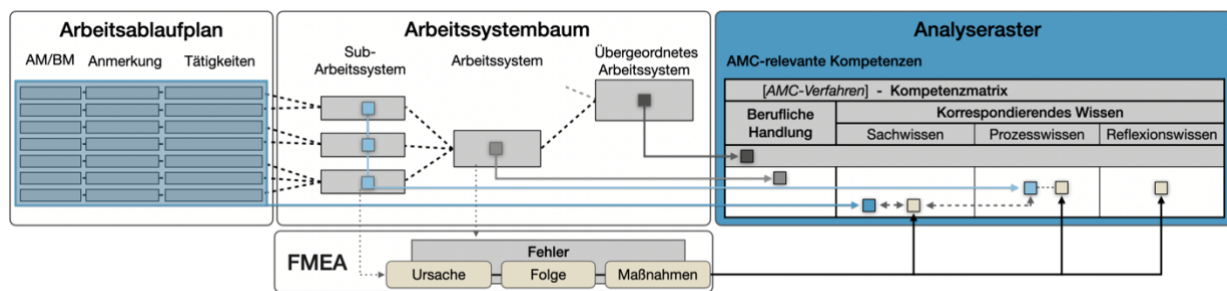 Arbeitsablaufplan
AM/BM Anmerkung Tätigkeiten
Arbeitssystembaum
Sub-
Arbeitssystem
Arbeitssystem
Übergeordnetes
Arbeitssystem
Analyseraster
AMC-relevante Kompetenzen
[AMC-Verfahren] - Kompetenzmatrix
Berufliche
Handlung
Korrespondierendes Wissen
Sachwissen Prozesswissen Reflexionswissen
FMEA
Fehler
Ursache Folge Maßnahmen